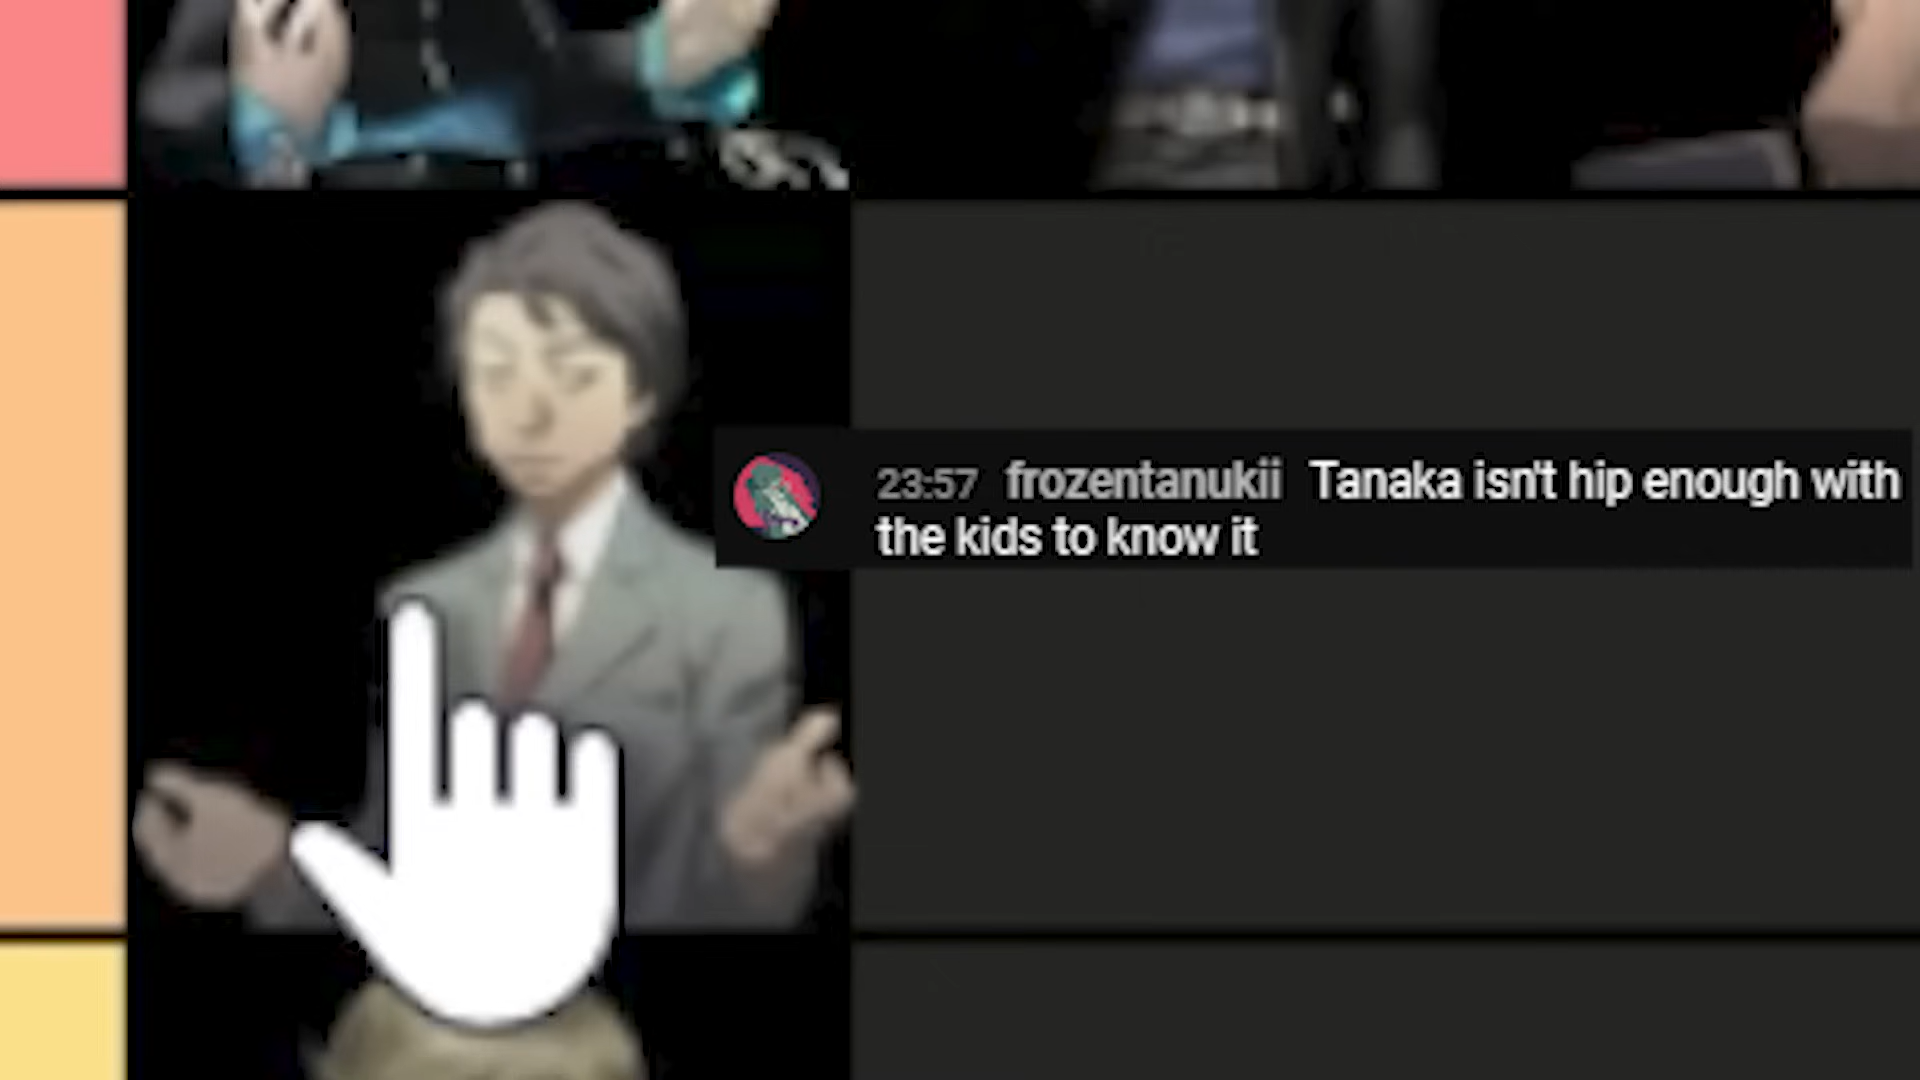 23:57 frozentanukii Tanaka isn't hip enough with
the kids to know it